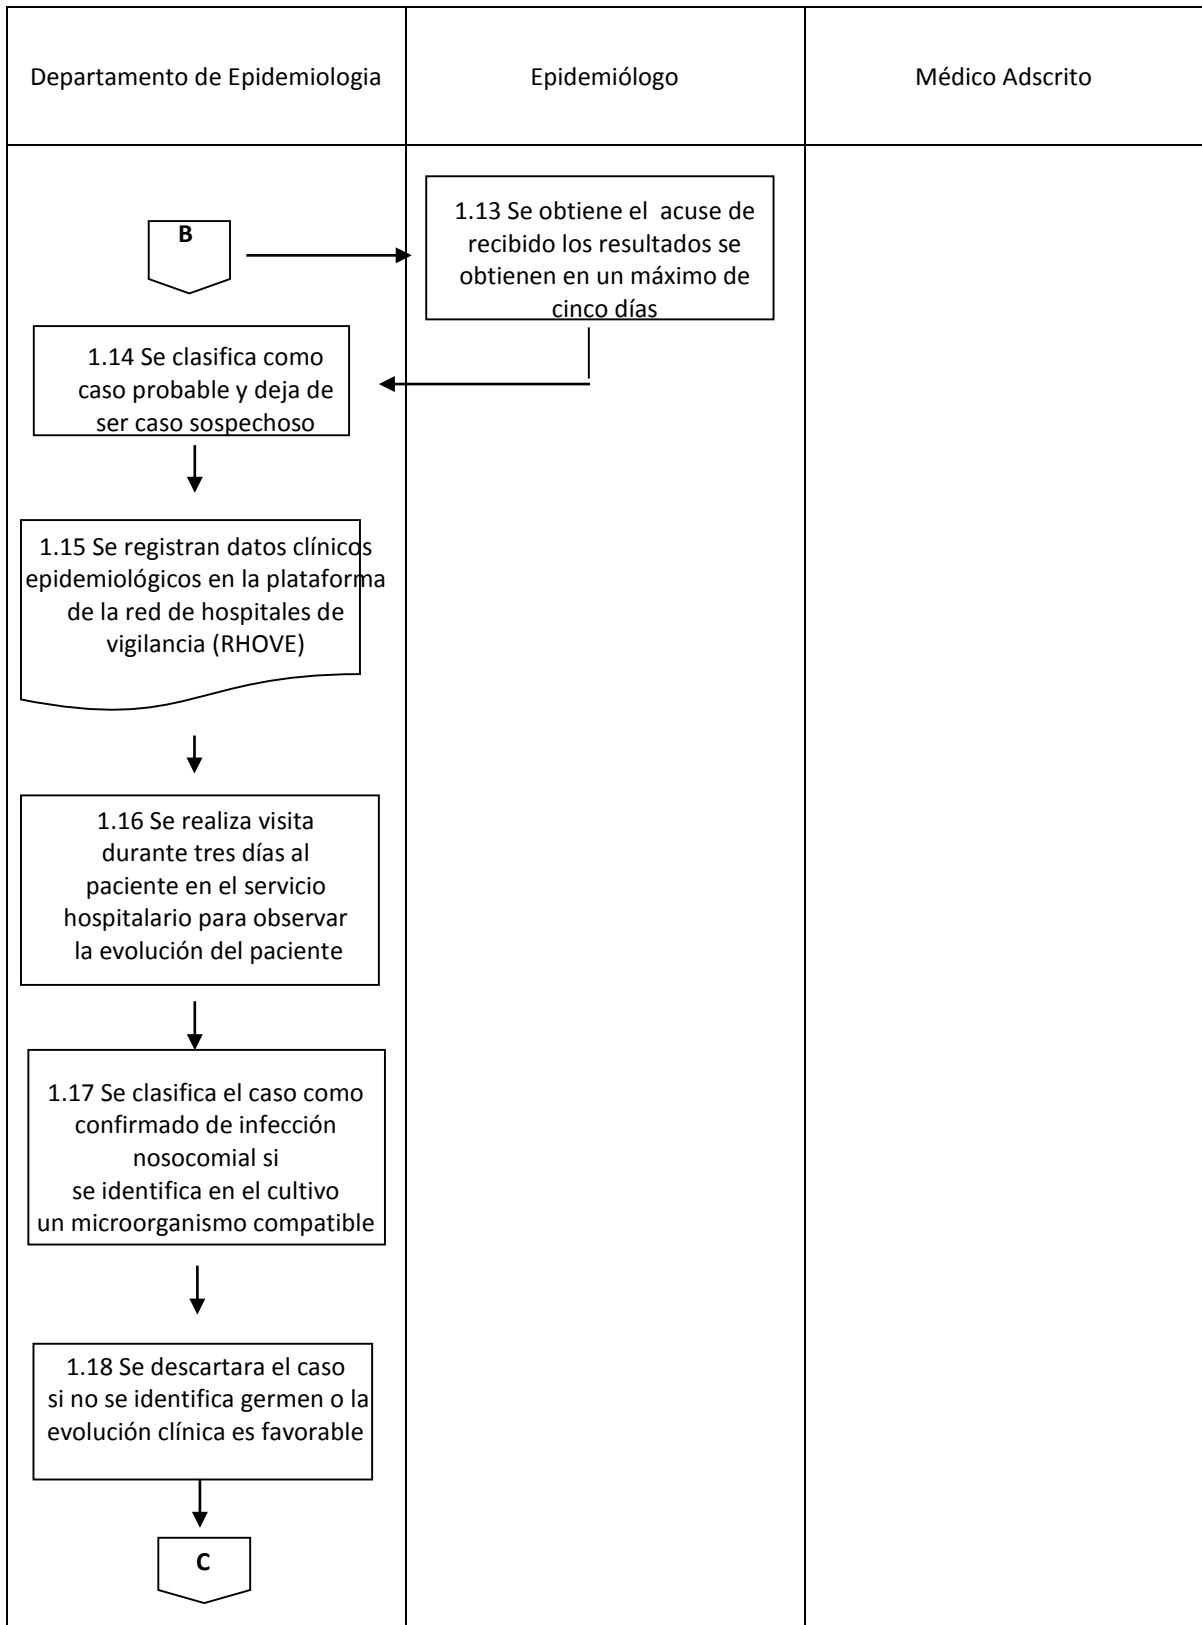 Departamento de Epidemiologia
Epidemiólogo
Médico Adscrito
B
1.13 Se obtiene el acuse de
recibido los resultados se
obtienen en un máximo de
cinco días
1.14 Se clasifica como
caso probable y deja de
ser caso sospechoso
1.15 Se registran datos clínicos
epidemiológicos en la plataforma
de la red de hospitales de
vigilancia (RHOVE)
1.16 Se realiza visita
durante tres días al
paciente en el servicio
hospitalario para observar
la evolución del paciente
1.17 Se clasifica el caso como
confirmado de infección
nosocomial si
se identifica en el cultivo
un microorganismo compatible
1.18 Se descartara el caso
si no se identifica germen o la
evolución clínica es favorable
C